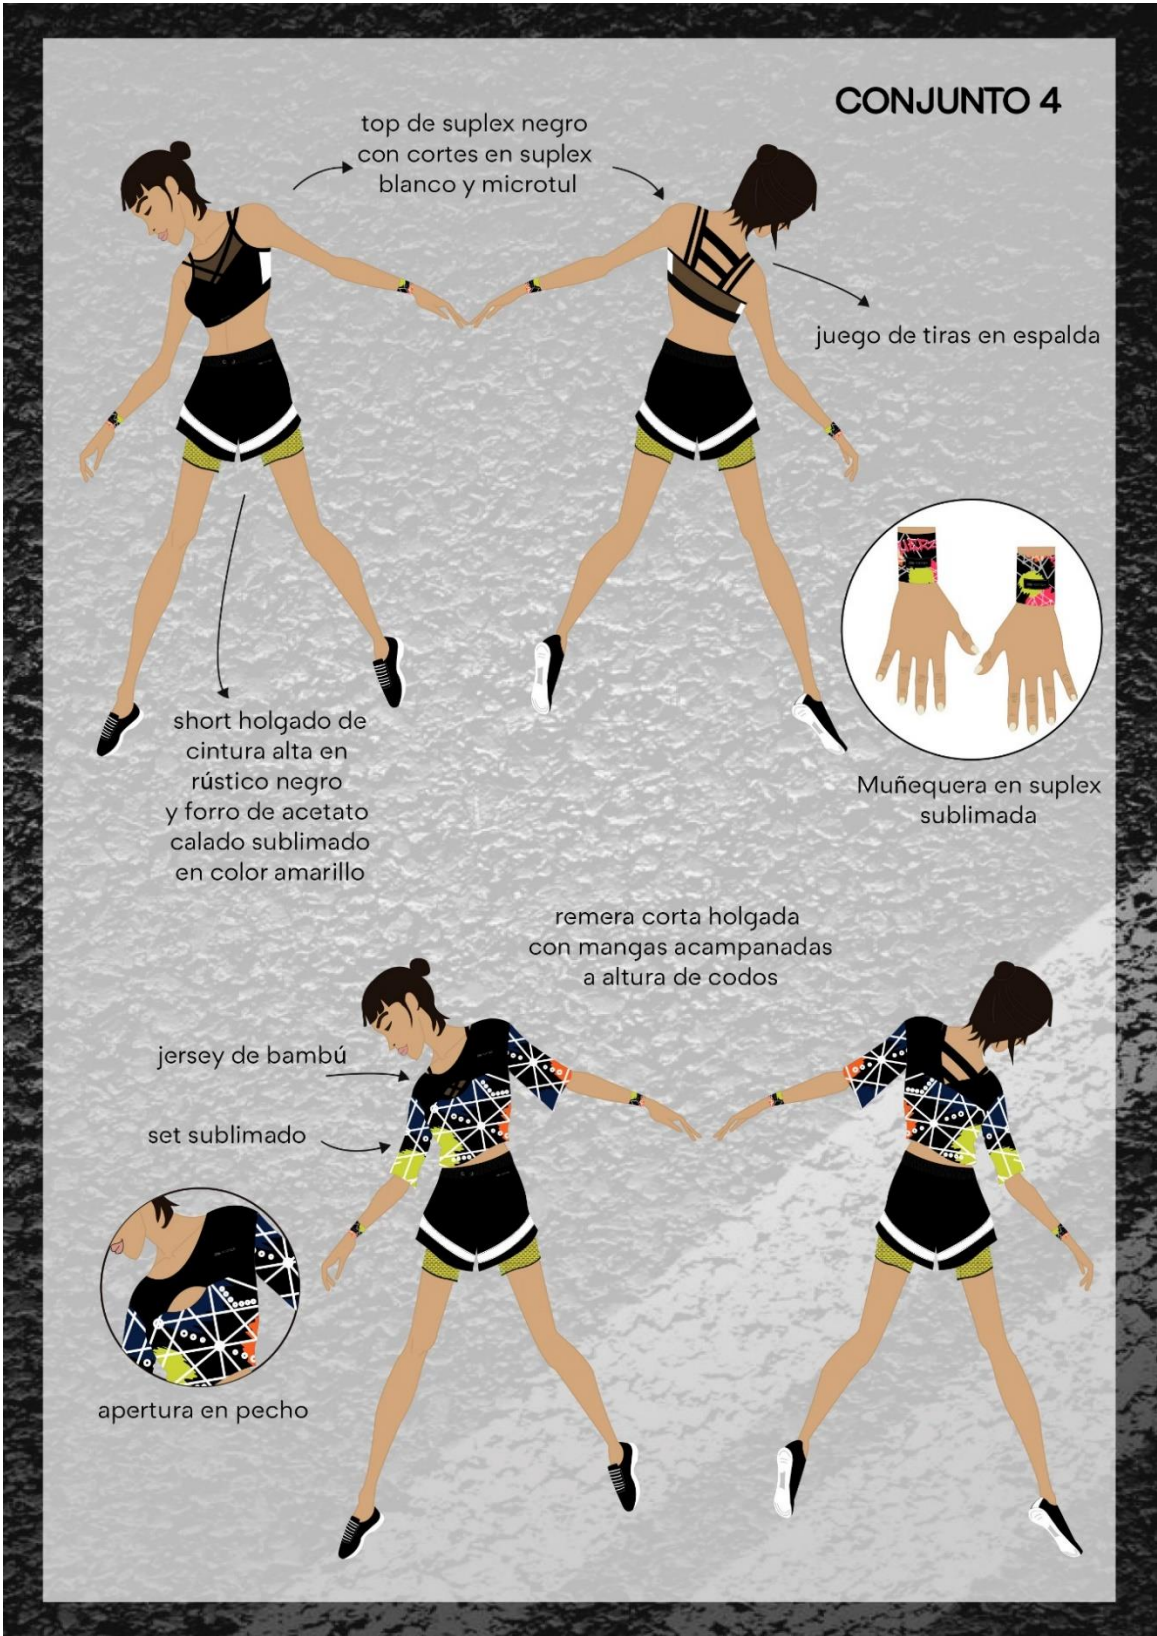 CONJUNTO 4
top de suplex negro
con cortes en suplex
blanco y microtul
juego de tiras en espalda
short holgado de
cintura alta en
rústico negro
y forro de acetato
calado sublimado
en color amarillo
Muñequera en suplex
sublimada
remera corta holgada
con mangas acampanadas
a altura de codos
jersey de bambú
set sublimado
apertura en pecho